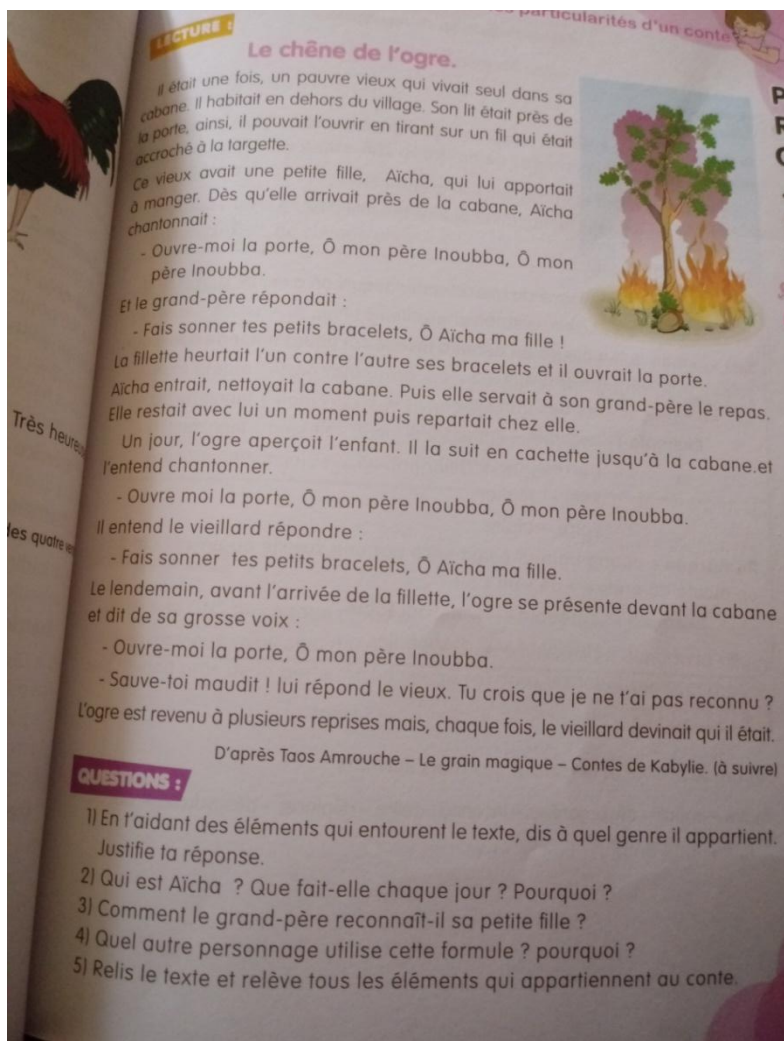 particularités d'un conte
LECTURE :
Le chêne de l'ogre.
Il était une fois, un pauvre vieux qui vivait seul dans sa
cabane. Il habitait en dehors du village. Son lit était près de
la porte, ainsi, il pouvait l'ouvrir en tirant sur un fil qui était
accroché à la targette.
Ce vieux avait une petite fille, Aïcha, qui lui apportait
à manger. Dès qu'elle arrivait près de la cabane, Aïcha
chantonnait :
- Ouvre-moi la porte, Ô mon père Inoubba, Ô mon
père Inoubba.
Et le grand-père répondait :
- Fais sonner tes petits bracelets, Ô Aïcha ma fille !
La fillette heurtait l'un contre l'autre ses bracelets et il ouvrait la porte.
Aïcha entrait, nettoyait la cabane. Puis elle servait à son grand-père le repas.
Elle restait avec lui un moment puis repartait chez elle.
Un jour, l'ogre aperçoit l'enfant. Il la suit en cachette jusqu'à la cabane.et
l'entend chantonner.
- Ouvre moi la porte, Ô mon père Inoubba, Ô mon père Inoubba.
Il entend le vieillard répondre :
- Fais sonner tes petits bracelets, Ô Aïcha ma fille.
Le lendemain, avant l'arrivée de la fillette, l'ogre se présente devant la cabane
et dit de sa grosse voix :
- Ouvre-moi la porte, Ô mon père Inoubba.
- Sauve-toi maudit ! lui répond le vieux. Tu crois que je ne t'ai pas reconnu ?
L'ogre est revenu à plusieurs reprises mais, chaque fois, le vieillard devinait qui il était.
D'après Taos Amrouche – Le grain magique – Contes de Kabylie. (à suivre)
QUESTIONS :
1) En t'aidant des éléments qui entourent le texte, dis à quel genre il appartient.
Justifie ta réponse.
2) Qui est Aïcha ? Que fait-elle chaque jour ? Pourquoi ?
3) Comment le grand-père reconnaît-il sa petite fille ?
4) Quel autre personnage utilise cette formule ? pourquoi ?
5) Relis le texte et relève tous les éléments qui appartiennent au conte.
Très
quatre